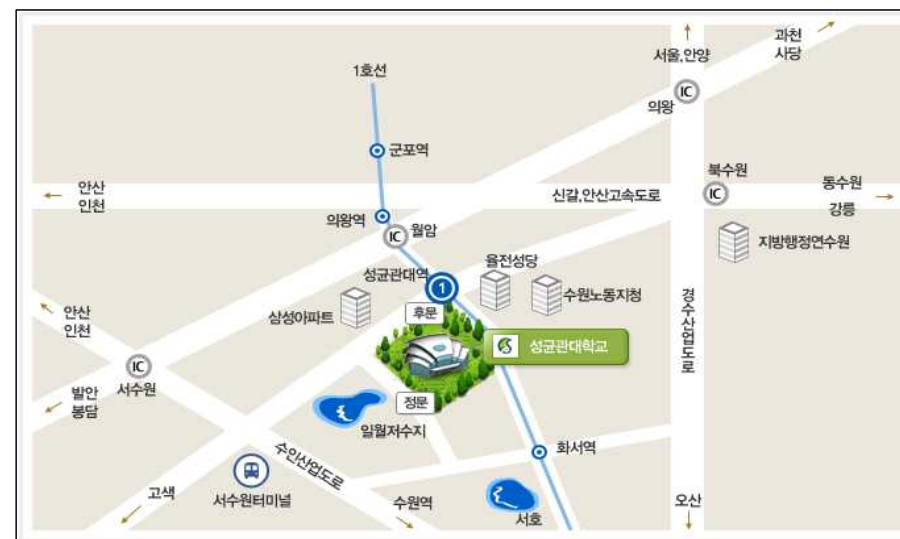 과천
사당
서울,안양
1호선
IC
의왕
군포역
북수원
안산
인천
신갈,안산고속도로
IC
동수원
강릉
의왕역
IC
월암
지방행정연수원
율전성당
성균관대역
1
수원노동지청
안산
인천
삼성아파트
후문
경수산업도로
성균관대학교
IC
서수원
발안
봉담
정문
일월저수지
수인산업도로
화서역
고색
서수원터미널
수원역
서호
오산